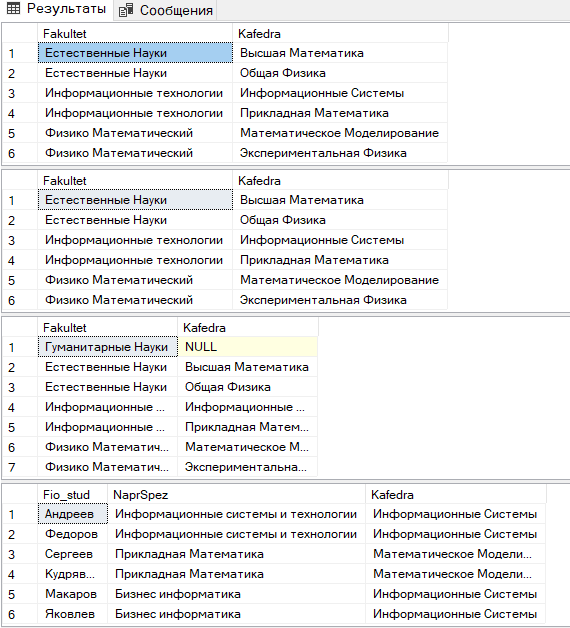 Результаты Сообщения
Fakultet Kafedra
1 Естественные Науки Высшая Математика
2 Естественные Науки Общая Физика
3 Информационные технологии Информационные Системы
4 Информационные технологии Прикладная Математика
5 Физико Математический Математическое Моделирование
6 Физико Математический Экспериментальная Физика
Fakultet Kafedra
1 Естественные Науки Высшая Математика
2 Естественные Науки Общая Физика
3 Информационные технологии Информационные Системы
4 Информационные технологии Прикладная Математика
5 Физико Математический Математическое Моделирование
6 Физико Математический Экспериментальная Физика
Fakultet Kafedra
1 Гуманитарные Науки NULL
2 Естественные Науки Высшая Математика
3 Естественные Науки Общая Физика
4 Информационные ... Информационные ...
5 Информационные ... Прикладная Матем...
6 Физико Математич... Математическое М...
7 Физико Математич... Экспериментальна...
Fio_stud NaprSpez Kafedra
1 Андреев Информационные системы и технологии Информационные Системы
2 Федоров Информационные системы и технологии Информационные Системы
3 Сергеев Прикладная Математика Математическое Модели...
4 Кудряв... Прикладная Математика Математическое Модели...
5 Макаров Бизнес информатика Информационные Системы
6 Яковлев Бизнес информатика Информационные Системы